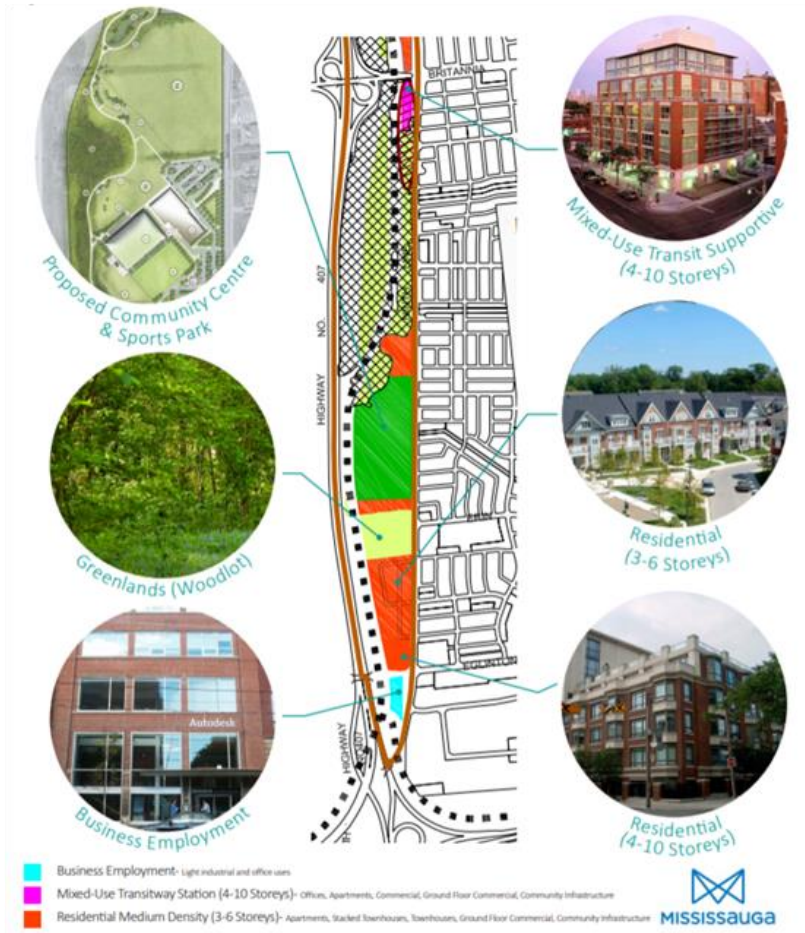 BRITANNIA
Mixed-Use Transit Supportive
(4-10 Storeys)
Proposed Community Centre
& Sports Park
HIGHWAY NO. 407
Residential
(3-6 Storeys)
Greenlands (Woodlot)
EGLINTON
Autodesk
HIGHWAY
Business Employment
Residential
(4-10 Storeys)
Business Employment- Light industrial and office uses
Mixed-Use Transitway Station (4-10 Storeys)- Offices, Apartments, Commercial, Ground Floor Commercial, Community Infrastructure
Residential Medium Density (3-6 Storeys)- Apartments, Stacked Townhouses, Townhouses, Ground Floor Commercial, Community Infrastructure
MISSISSAUGA